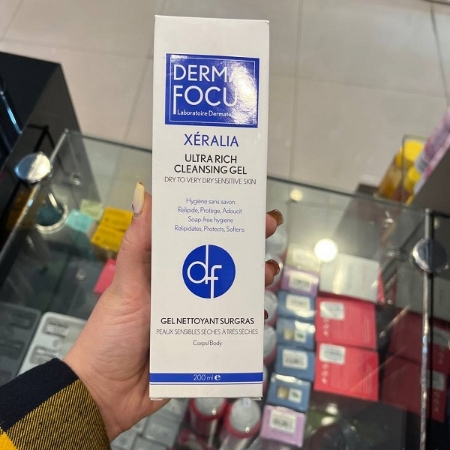 DERMA
FOCUS
Laboratoire Dermato
XÉRALIA
ULTRA RICH
CLEANSING GEL
DRY TO VERY DRY SENSITIVE SKIN
Hygiène sans savon
Relipide, Protège, Adoucit
Soap free hygiene
Relipidates, Protects, Softens
df
GEL NETTOYANT SURGRAS
PEAUX SENSIBLES SÈCHES À TRÈS SÈCHES
Corps/Body
200 ml e